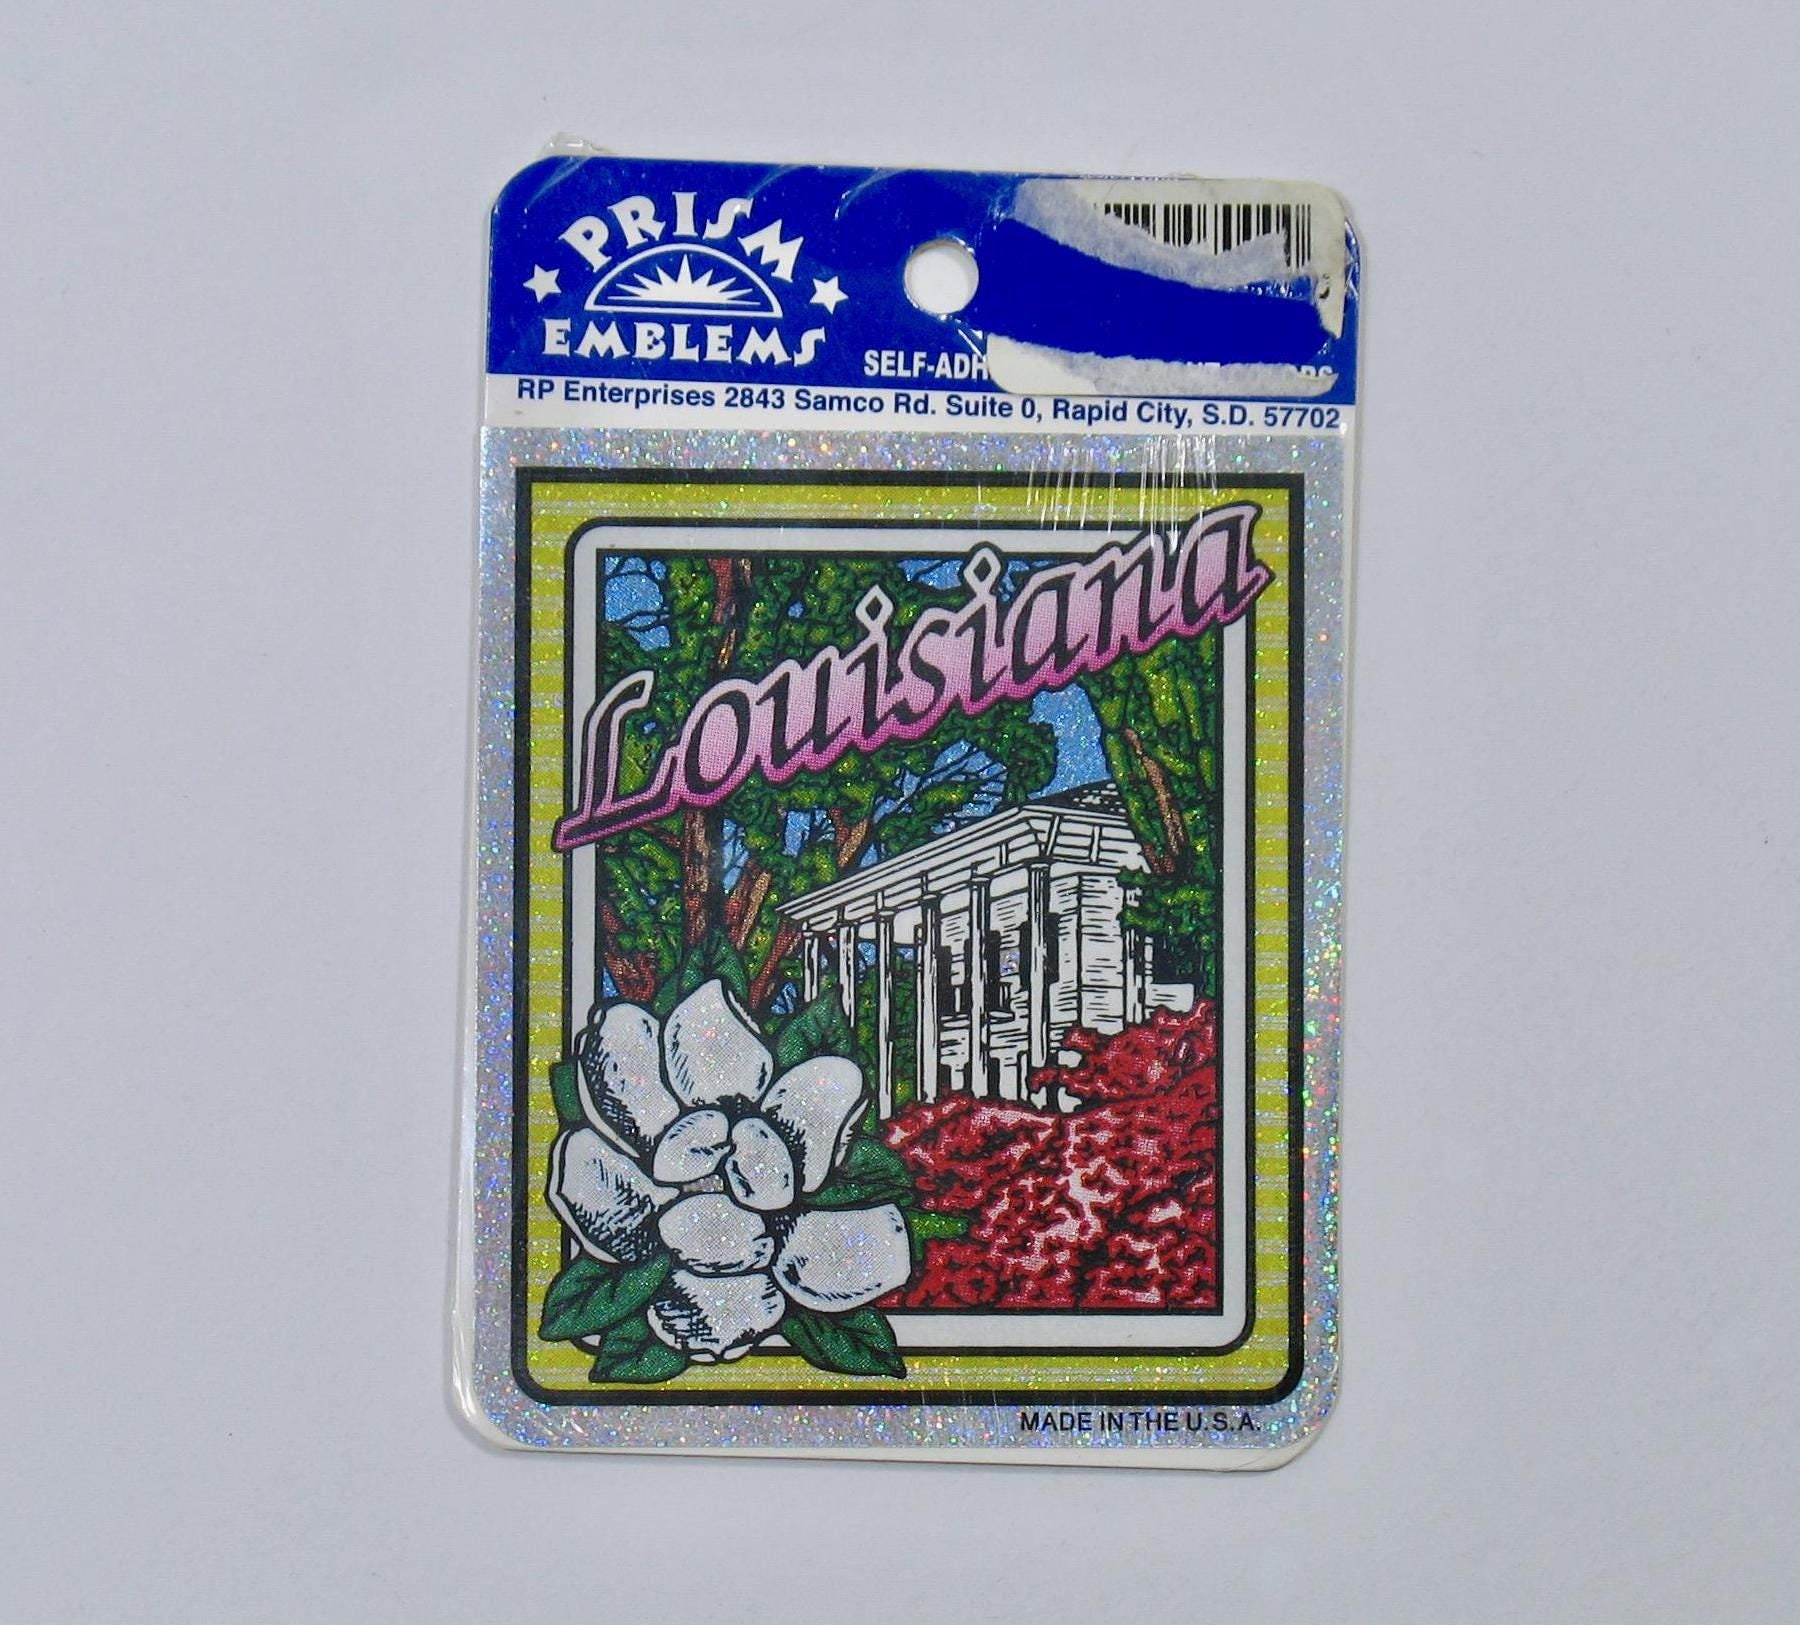 PRISM
EMBLEMS
SELF-ADH
RP Enterprises 2843 Samco Rd. Suite 0, Rapid City, S.D. 57702
Louisiana
MADE IN THE U.S.A.